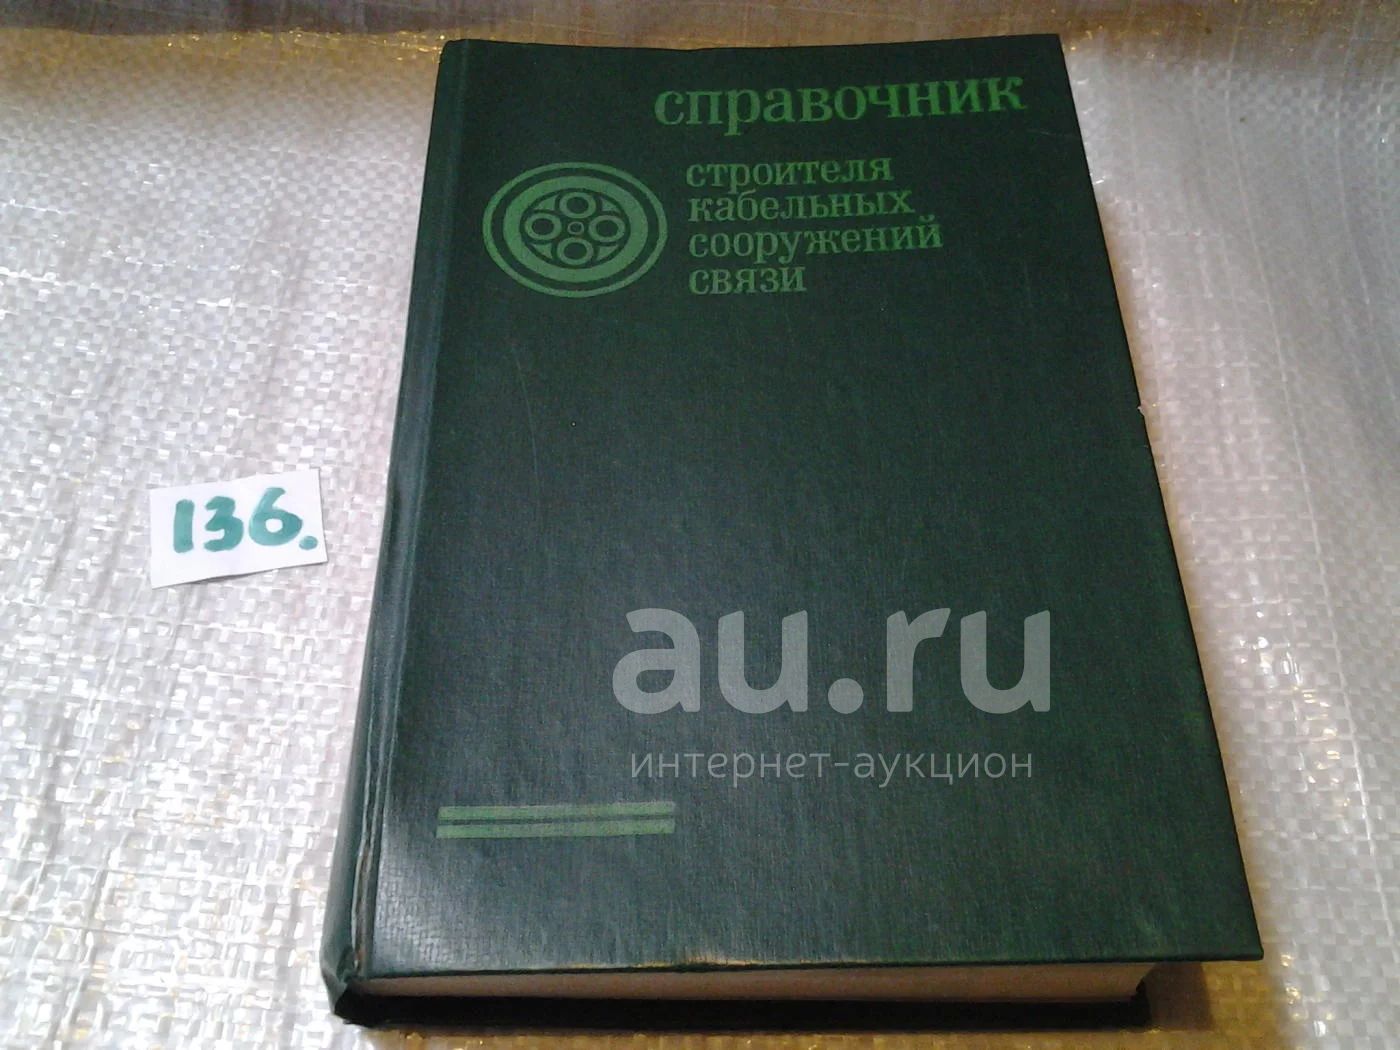 справочник
строителя
кабельных
сооружений
связи
136.
au.ru
интернет-аукцион